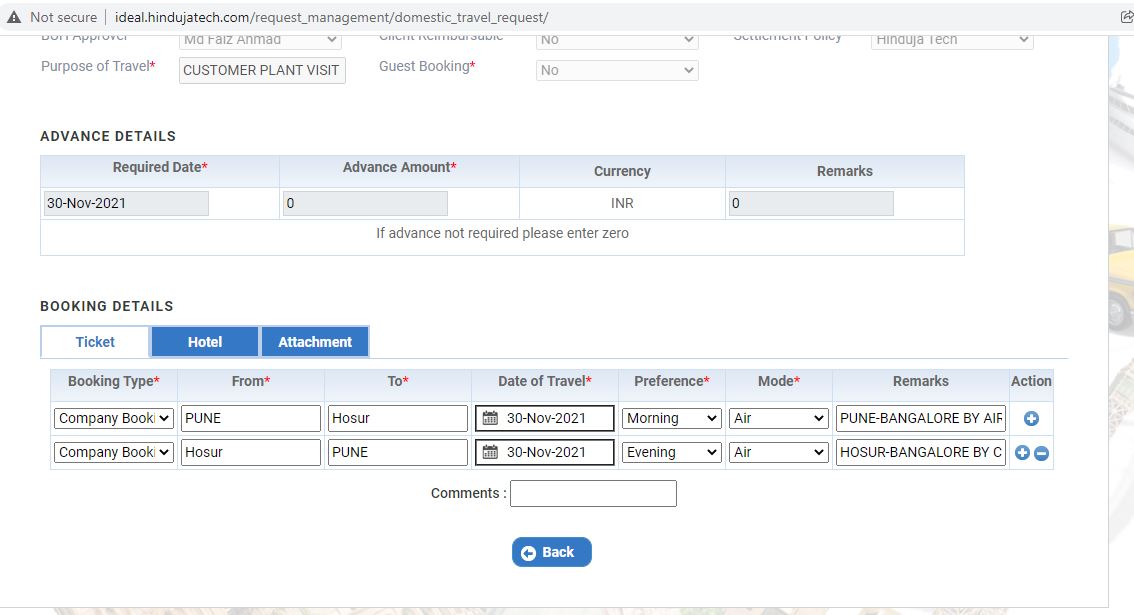 Not secure | ideal.hindujatech.com/request_management/domestic_travel_request/
BGH Approver Md Faiz Ahmad Client Reimbursable No Settlement Policy Hinduja Tech
Purpose of Travel* CUSTOMER PLANT VISIT Guest Booking* No
ADVANCE DETAILS
Required Date* Advance Amount* Currency Remarks
30-Nov-2021 0 INR 0
If advance not required please enter zero
BOOKING DETAILS
Ticket Hotel Attachment
Booking Type* From* To* Date of Travel* Preference* Mode* Remarks Action
Company Booki PUNE Hosur 30-Nov-2021 Morning Air PUNE-BANGALORE BY AIR
Company Booki Hosur PUNE 30-Nov-2021 Evening Air HOSUR-BANGALORE BY C
Comments :
Back